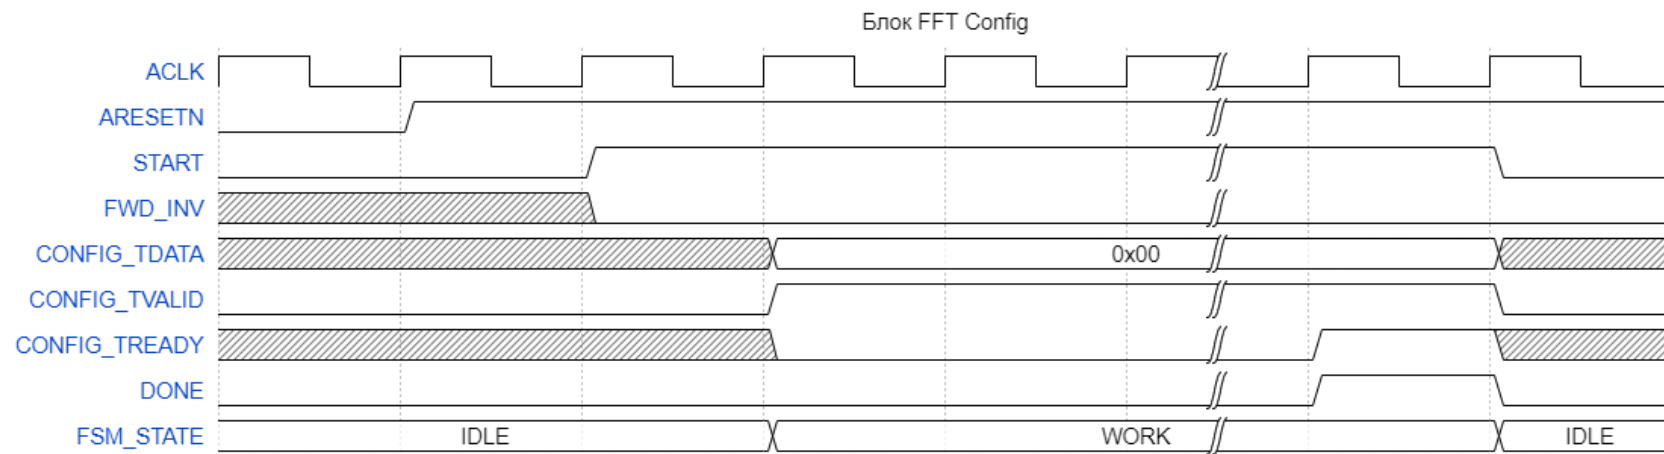 Блок FFT Config
ACLK
ARESETN
START
FWD_INV
CONFIG_TDATA 0x00
CONFIG_TVALID
CONFIG_TREADY
DONE
FSM_STATE IDLE WORK IDLE